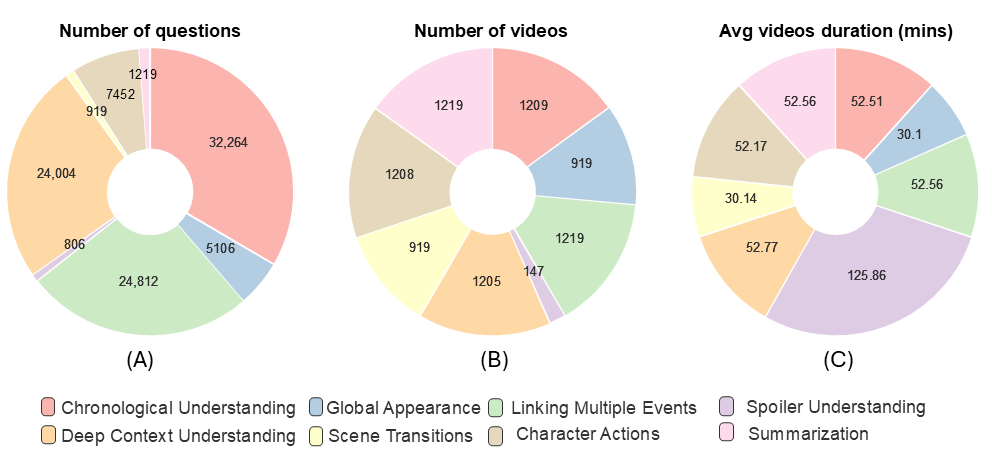 Number of questions
Number of videos
Avg videos duration (mins)
1219
7452
919
32,264
24,004
806
5106
24,812
1219
1209
919
1208
919
1219
147
1205
52.56
52.51
30.1
52.17
52.56
30.14
52.77
125.86
(A)
(B)
(C)
Chronological Understanding
Global Appearance
Linking Multiple Events
Spoiler Understanding
Deep Context Understanding
Scene Transitions
Character Actions
Summarization